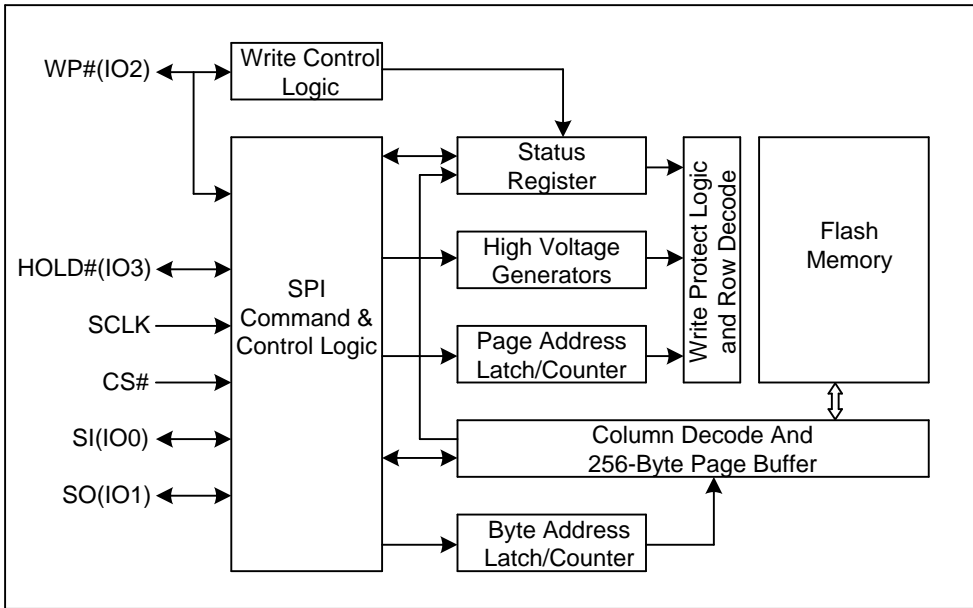 WP#(IO2)
Write Control
Logic
Status
Register
HOLD#(IO3)
High Voltage
Generators
SPI
Command &
Control Logic
SCLK
Page Address
Latch/Counter
CS#
Write Protect Logic
and Row Decode
Flash
Memory
SI(IO0)
Column Decode And
256-Byte Page Buffer
SO(IO1)
Byte Address
Latch/Counter